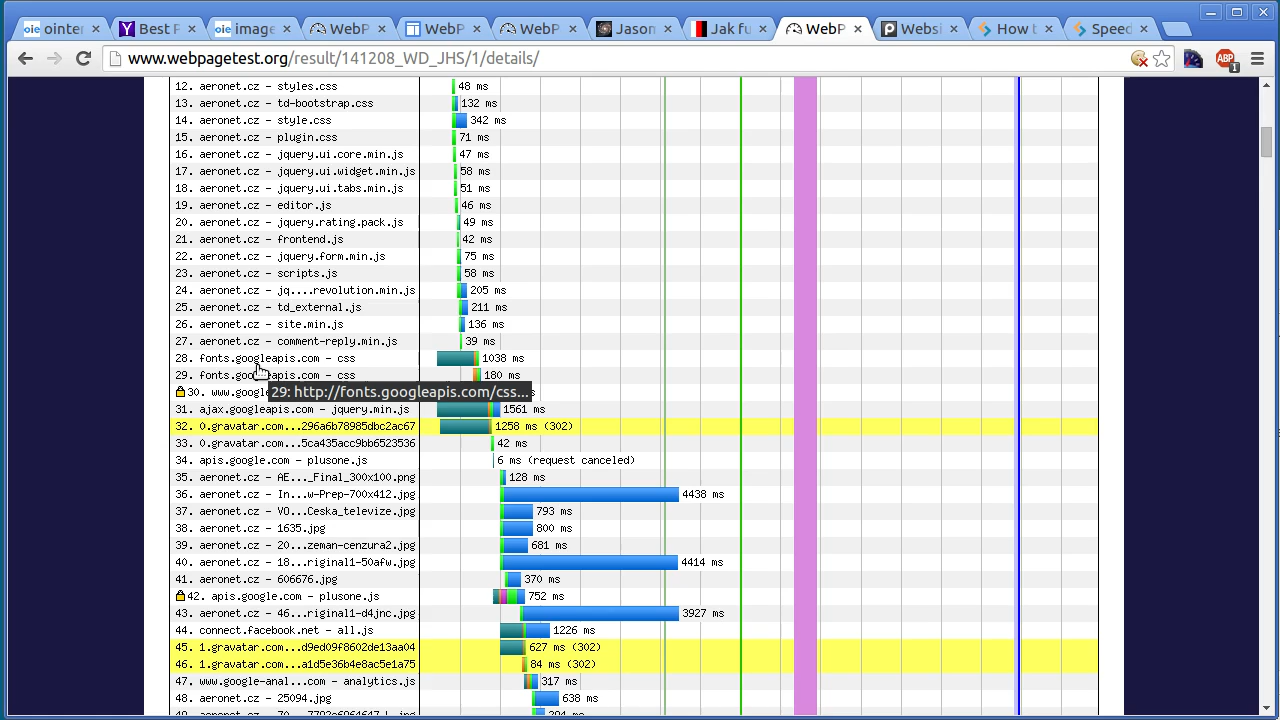 ointer
Best P
image
WebP
WebP
WebP
Jason
Jak fu
WebP
Websi
How t
Speed
www.webpagetest.org/result/141208_WD_JHS/1/details/
ABP
1
12. aeronet.cz - styles.css 48 ms
13. aeronet.cz - td-bootstrap.css 132 ms
14. aeronet.cz - style.css 342 ms
15. aeronet.cz - plugin.css 71 ms
16. aeronet.cz - jquery.ui.core.min.js 47 ms
17. aeronet.cz - jquery.ui.widget.min.js 58 ms
18. aeronet.cz - jquery.ui.tabs.min.js 51 ms
19. aeronet.cz - editor.js 46 ms
20. aeronet.cz - jquery.rating.pack.js 49 ms
21. aeronet.cz - frontend.js 42 ms
22. aeronet.cz - jquery.form.min.js 75 ms
23. aeronet.cz - scripts.js 58 ms
24. aeronet.cz - jq....revolution.min.js 205 ms
25. aeronet.cz - td_external.js 211 ms
26. aeronet.cz - site.min.js 136 ms
27. aeronet.cz - comment-reply.min.js 39 ms
28. fonts.googleapis.com - css 1038 ms
29. fonts.googleapis.com - css 180 ms
30. www.googl
29: http://fonts.googleapis.com/css...
31. ajax.googleapis.com - jquery.min.js 1561 ms
32. 0.gravatar.com...296a6b78985dbc2ac67 1258 ms (302)
33. 0.gravatar.com...5ca435acc9bb6523536 42 ms
34. apis.google.com - plusone.js 6 ms (request canceled)
35. aeronet.cz - AE..._Final_300x100.png 128 ms
36. aeronet.cz - In...w-Prep-700x412.jpg 4438 ms
37. aeronet.cz - VO...Ceska_televize.jpg 793 ms
38. aeronet.cz - 1635.jpg 800 ms
39. aeronet.cz - 20...zeman-cenzura2.jpg 681 ms
40. aeronet.cz - 18...riginal1-50afw.jpg 4414 ms
41. aeronet.cz - 606676.jpg 370 ms
42. apis.google.com - plusone.js 752 ms
43. aeronet.cz - 46...riginal1-d4jnc.jpg 3927 ms
44. connect.facebook.net - all.js 1226 ms
45. 1.gravatar.com...d9ed09f8602de13aa04 627 ms (302)
46. 1.gravatar.com...a1d5e36b4e8ac5e1a75 84 ms (302)
47. www.google-anal...com - analytics.js 317 ms
48. aeronet.cz - 25094.jpg 638 ms